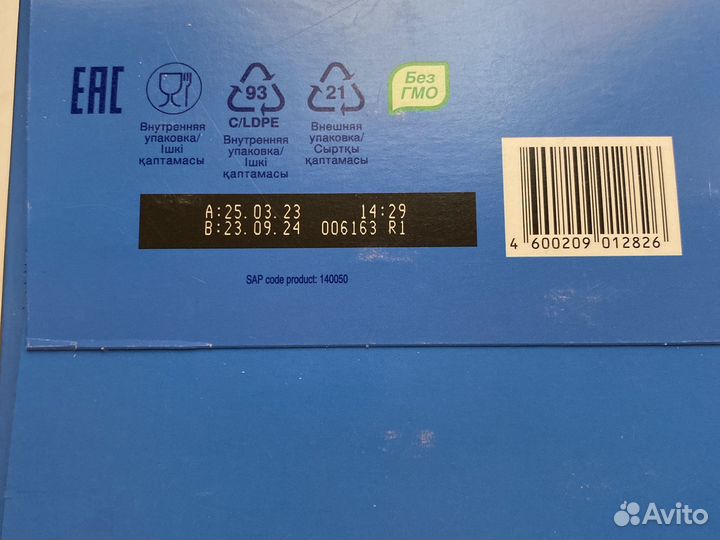 EAC
93
C/LDPE
21
Без
ГМО
Внутренняя
упаковка/
Ішкі
қаптамасы
Внутренняя
упаковка/
Ішкі
қаптамасы
Внешняя
упаковка/
Сыртқы
қаптамасы
A:25.03.23 14:29
B:23.09.24 006163 R1
4 600209 012826
SAP code product: 140050
Avito